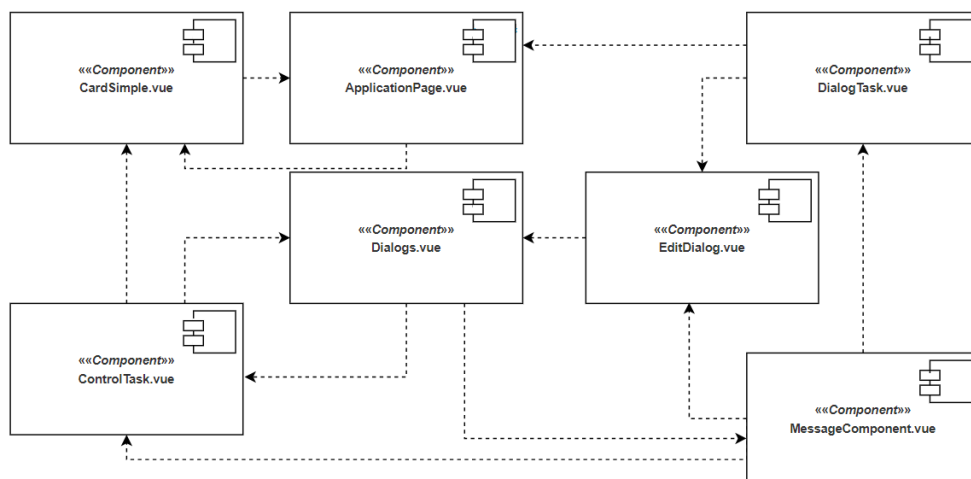 ««Component»»
CardSimple.vue
««Component»»
ApplicationPage.vue
««Component»»
DialogTask.vue
««Component»»
Dialogs.vue
««Component»»
EditDialog.vue
««Component»»
ControlTask.vue
««Component»»
MessageComponent.vue